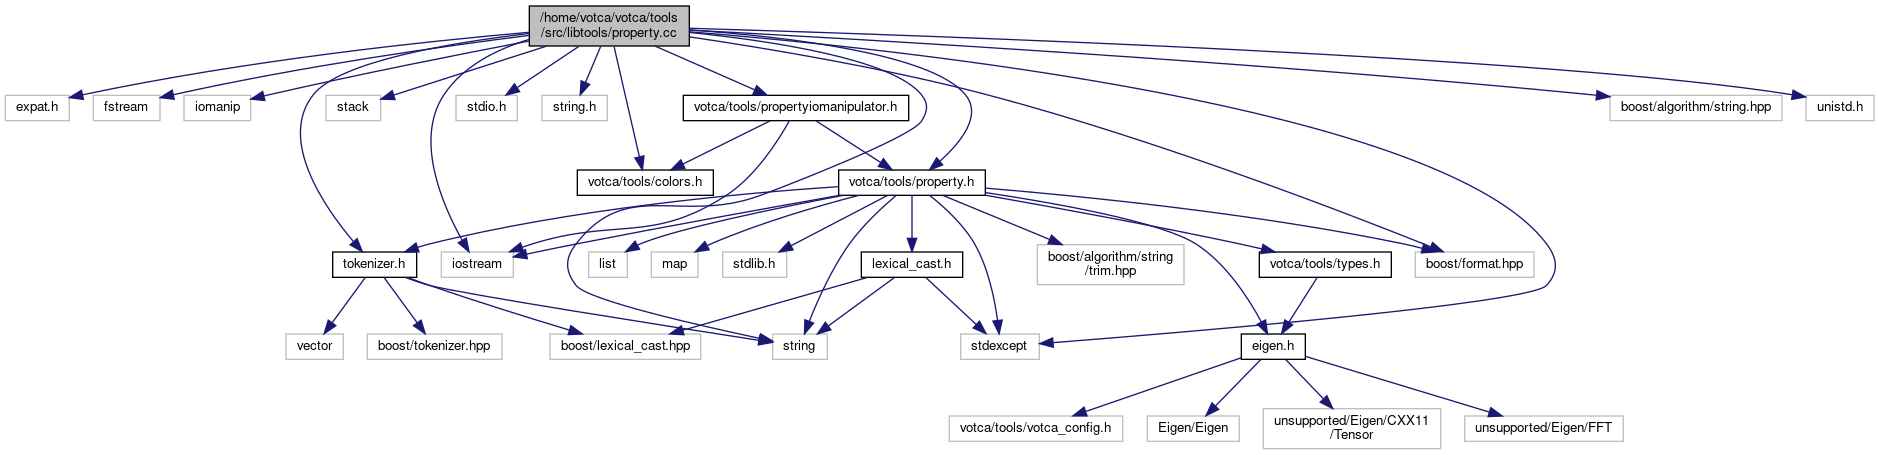 /home/votca/votca/tools
/src/libtools/property.cc
expat.h
fstream
iomanip
stack
stdio.h
string.h
votca/tools/propertyiomanipulator.h
boost/algorithm/string.hpp
unistd.h
votca/tools/colors.h
votca/tools/property.h
tokenizer.h
iostream
list
map
stdlib.h
lexical_cast.h
boost/algorithm/string
/trim.hpp
votca/tools/types.h
boost/format.hpp
vector
boost/tokenizer.hpp
boost/lexical_cast.hpp
string
stdexcept
eigen.h
votca/tools/votca_config.h
Eigen/Eigen
unsupported/Eigen/CXX11
/Tensor
unsupported/Eigen/FFT